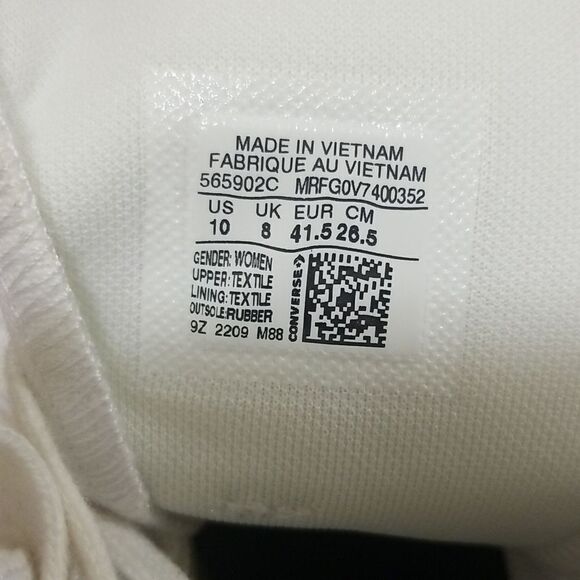 MADE IN VIETNAM
FABRIQUE AU VIETNAM
565902C MRFG0V7400352
US UK EUR CM
10 8 41.5 26.5
GENDER: WOMEN
UPPER: TEXTILE
LINING: TEXTILE
OUTSOLE: RUBBER
9Z 2209 M88
CONVERSE